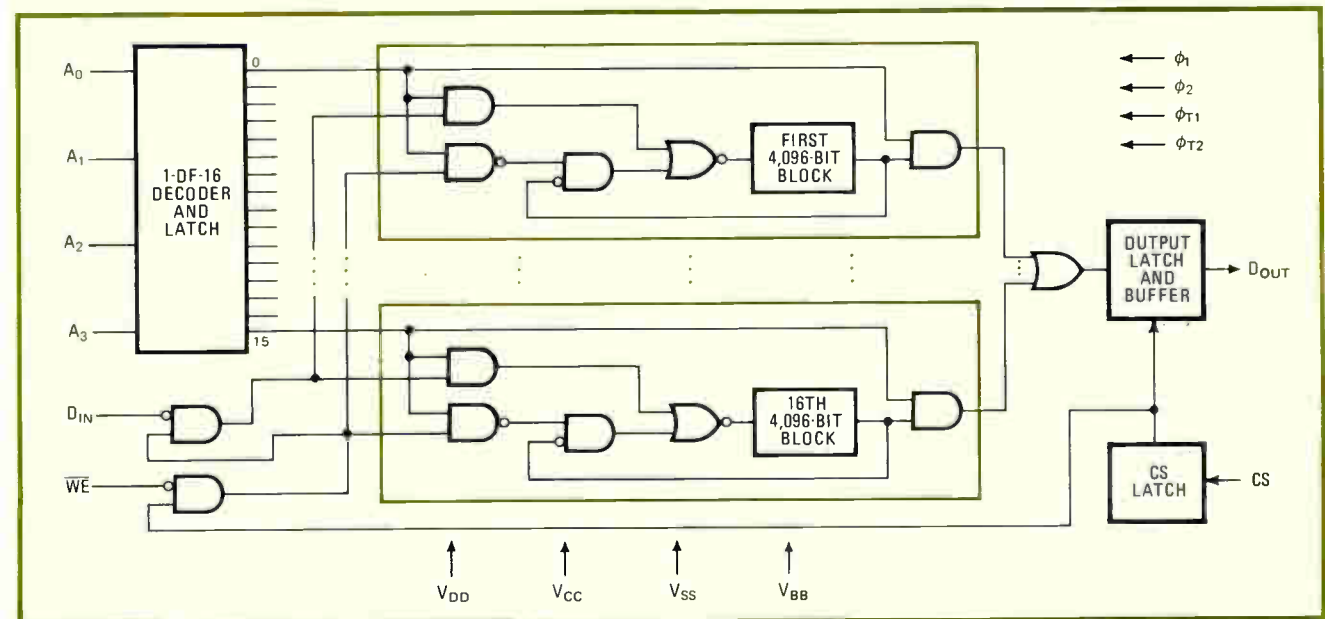 A0
A1
A2
A3
1-DF-16
DECODER
AND
LATCH
0
15
DIN
WE
FIRST
4,096-BIT
BLOCK
16TH
4,096-BIT
BLOCK
ϕ1
ϕ2
ϕT1
ϕT2
DUTPUT
LATCH
AND
BUFFER
DOUT
CS
LATCH
CS
VDD
VCC
VSS
VBB